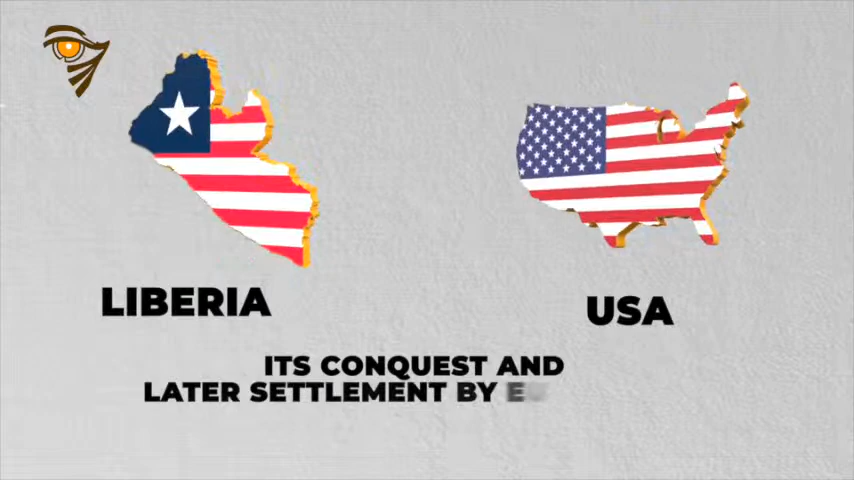 LIBERIA
USA
ITS CONQUEST AND
LATER SETTLEMENT BY